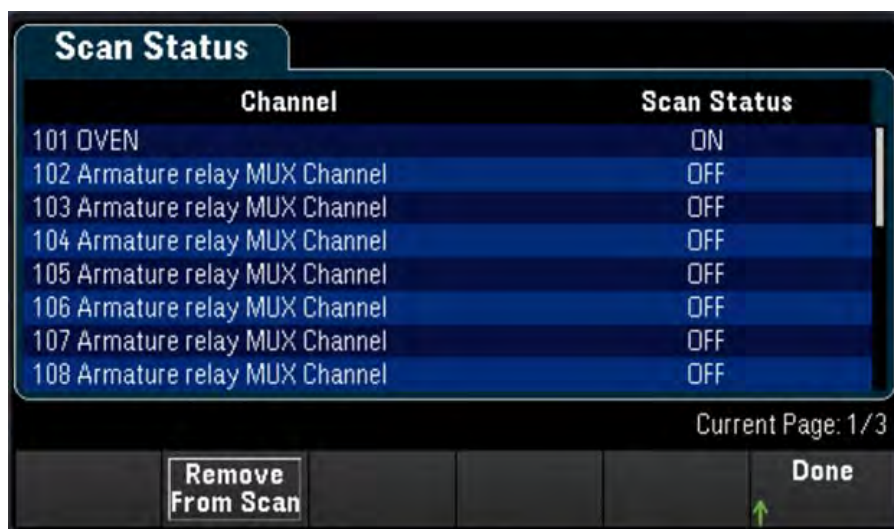 Scan Status
Channel Scan Status
101 OVEN ON
102 Armature relay MUX Channel OFF
103 Armature relay MUX Channel OFF
104 Armature relay MUX Channel OFF
105 Armature relay MUX Channel OFF
106 Armature relay MUX Channel OFF
107 Armature relay MUX Channel OFF
108 Armature relay MUX Channel OFF
Current Page: 1/3
Remove
From Scan
Done